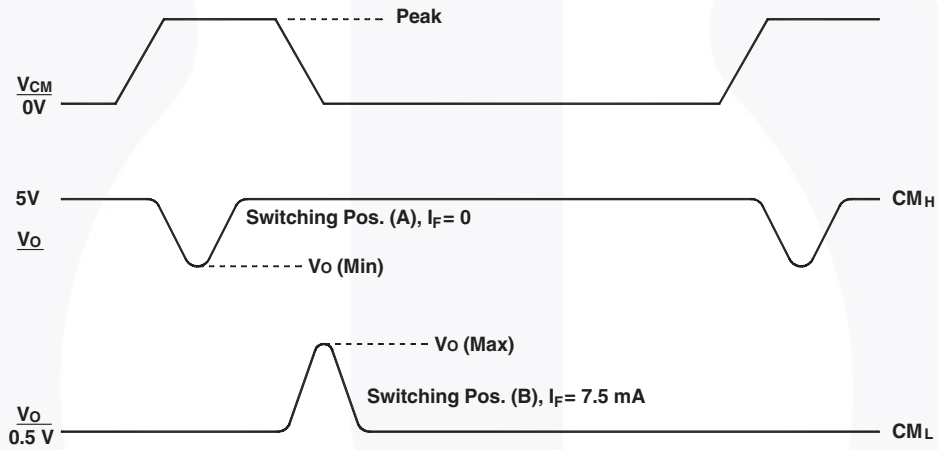 Peak
VCM
0V
5V
CMH
Switching Pos. (A), IF= 0
VO
VO (Min)
VO (Max)
Switching Pos. (B), IF= 7.5 mA
VO
0.5 V
CML